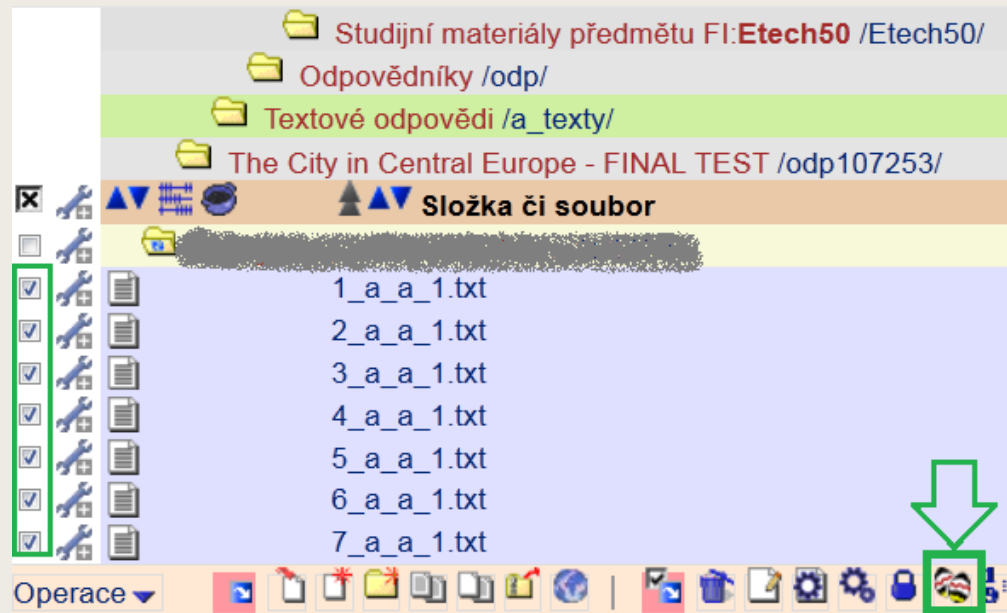 Studijní materiály předmětu FI:Etech50 /Etech50/
Odpovědníky /odp/
Textové odpovědi /a_texty/
The City in Central Europe - FINAL TEST /odp107253/
Složka či soubor
1_a_a_1.txt
2_a_a_1.txt
3_a_a_1.txt
4_a_a_1.txt
5_a_a_1.txt
6_a_a_1.txt
7_a_a_1.txt
Operace